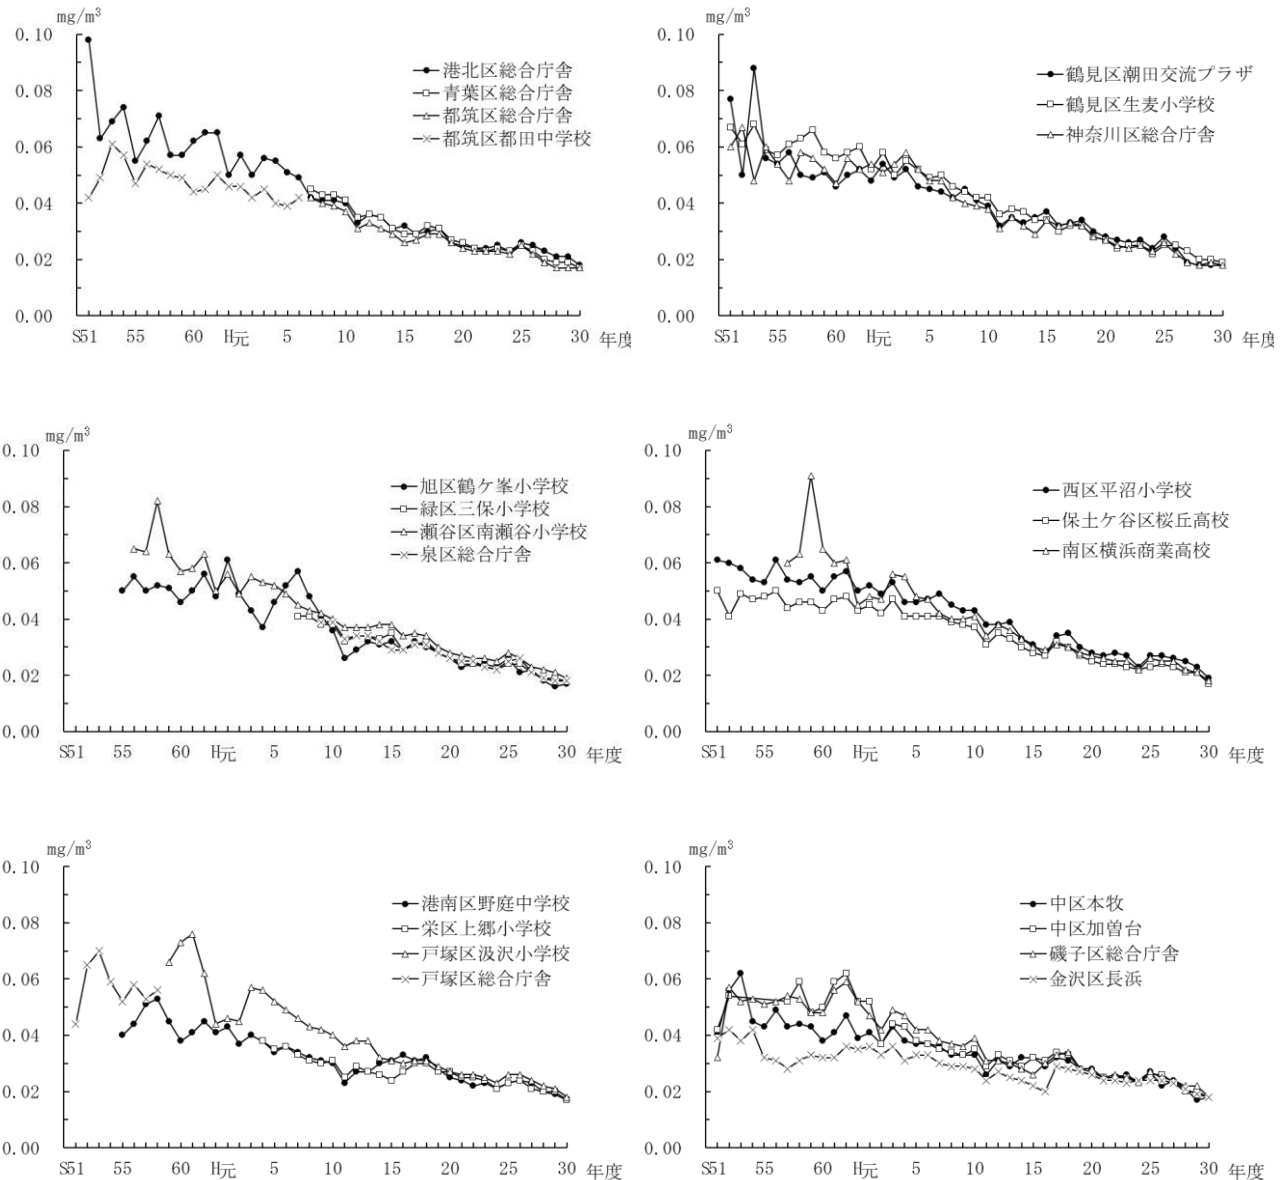 mg/m³
0.10
0.08
0.06
0.04
0.02
0.00
港北区総合庁舎
青葉区総合庁舎
都筑区総合庁舎
都筑区都田中学校
S51 55 60 H元 5 10 15 20 25 30 年度
mg/m³
0.10
0.08
0.06
0.04
0.02
0.00
鶴見区潮田交流プラザ
鶴見区生麦小学校
神奈川区総合庁舎
S51 55 60 H元 5 10 15 20 25 30 年度
mg/m³
0.10
0.08
0.06
0.04
0.02
0.00
旭区鶴ケ峯小学校
緑区三保小学校
瀬谷区南瀬谷小学校
泉区総合庁舎
S51 55 60 H元 5 10 15 20 25 30 年度
mg/m³
0.10
0.08
0.06
0.04
0.02
0.00
西区平沼小学校
保土ケ谷区桜丘高校
南区横浜商業高校
S51 55 60 H元 5 10 15 20 25 30 年度
mg/m³
0.10
0.08
0.06
0.04
0.02
0.00
港南区野庭中学校
栄区上郷小学校
戸塚区汲沢小学校
戸塚区総合庁舎
S51 55 60 H元 5 10 15 20 25 30 年度
mg/m³
0.10
0.08
0.06
0.04
0.02
0.00
中区本牧
中区加曽台
磯子区総合庁舎
金沢区長浜
S51 55 60 H元 5 10 15 20 25 30 年度